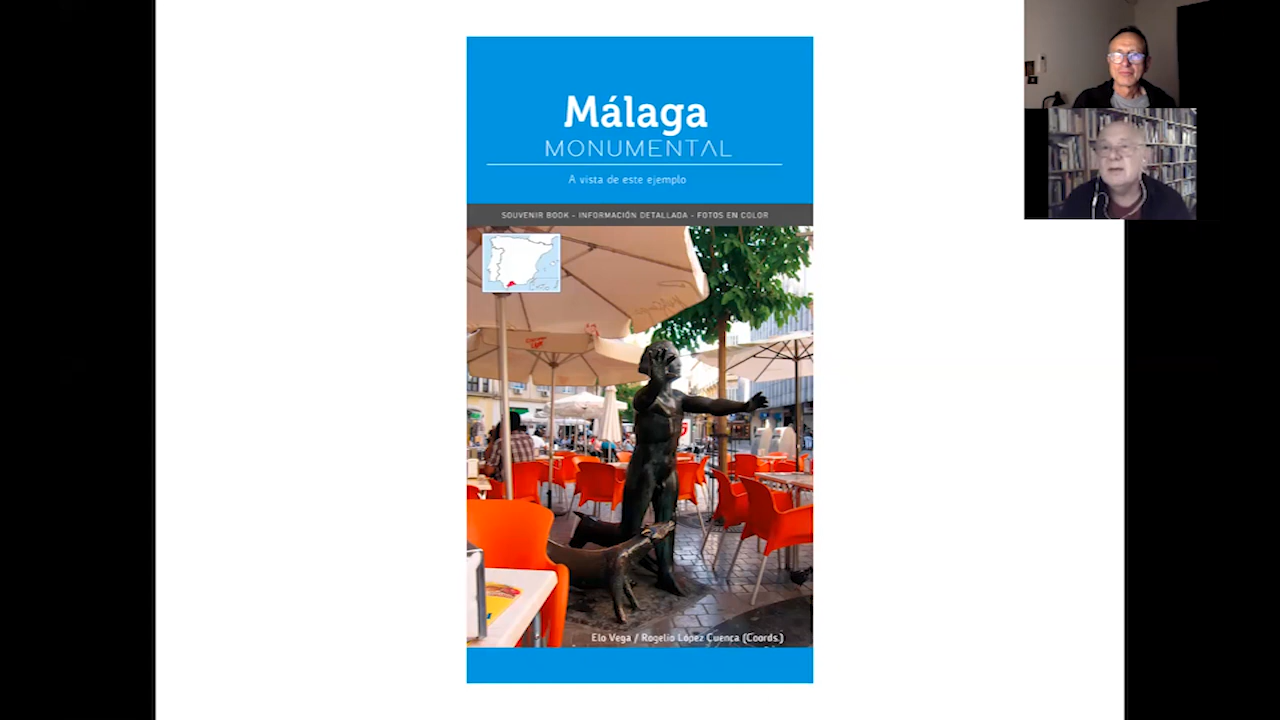 Málaga
MONUMENTAL
A vista de este ejemplo
SOUVENIR BOOK - INFORMACIÓN DETALLADA - FOTOS EN COLOR
Elo Vega / Rogelio López Cuenca (Coords.)